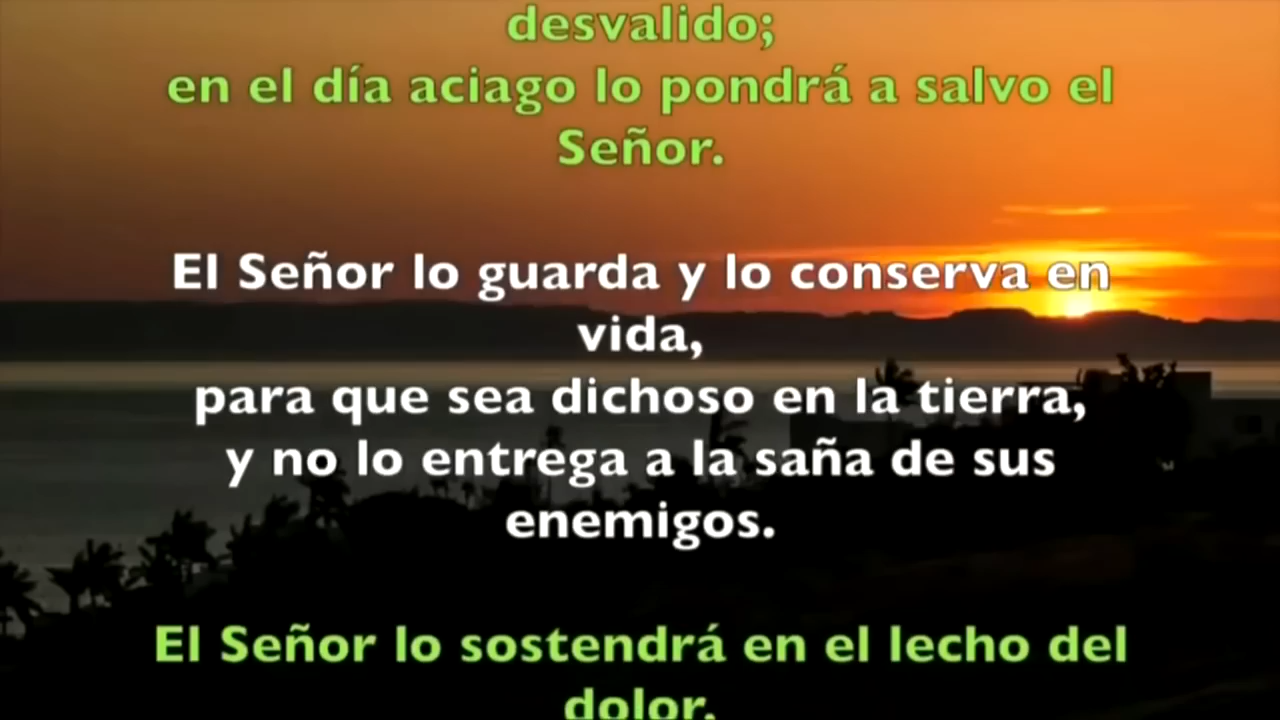 desvalido;
en el día aciago lo pondrá a salvo el
Señor.
El Señor lo guarda y lo conserva en
vida,
para que sea dichoso en la tierra,
y no lo entrega a la saña de sus
enemigos.
El Señor lo sostendrá en el lecho del
dolor.